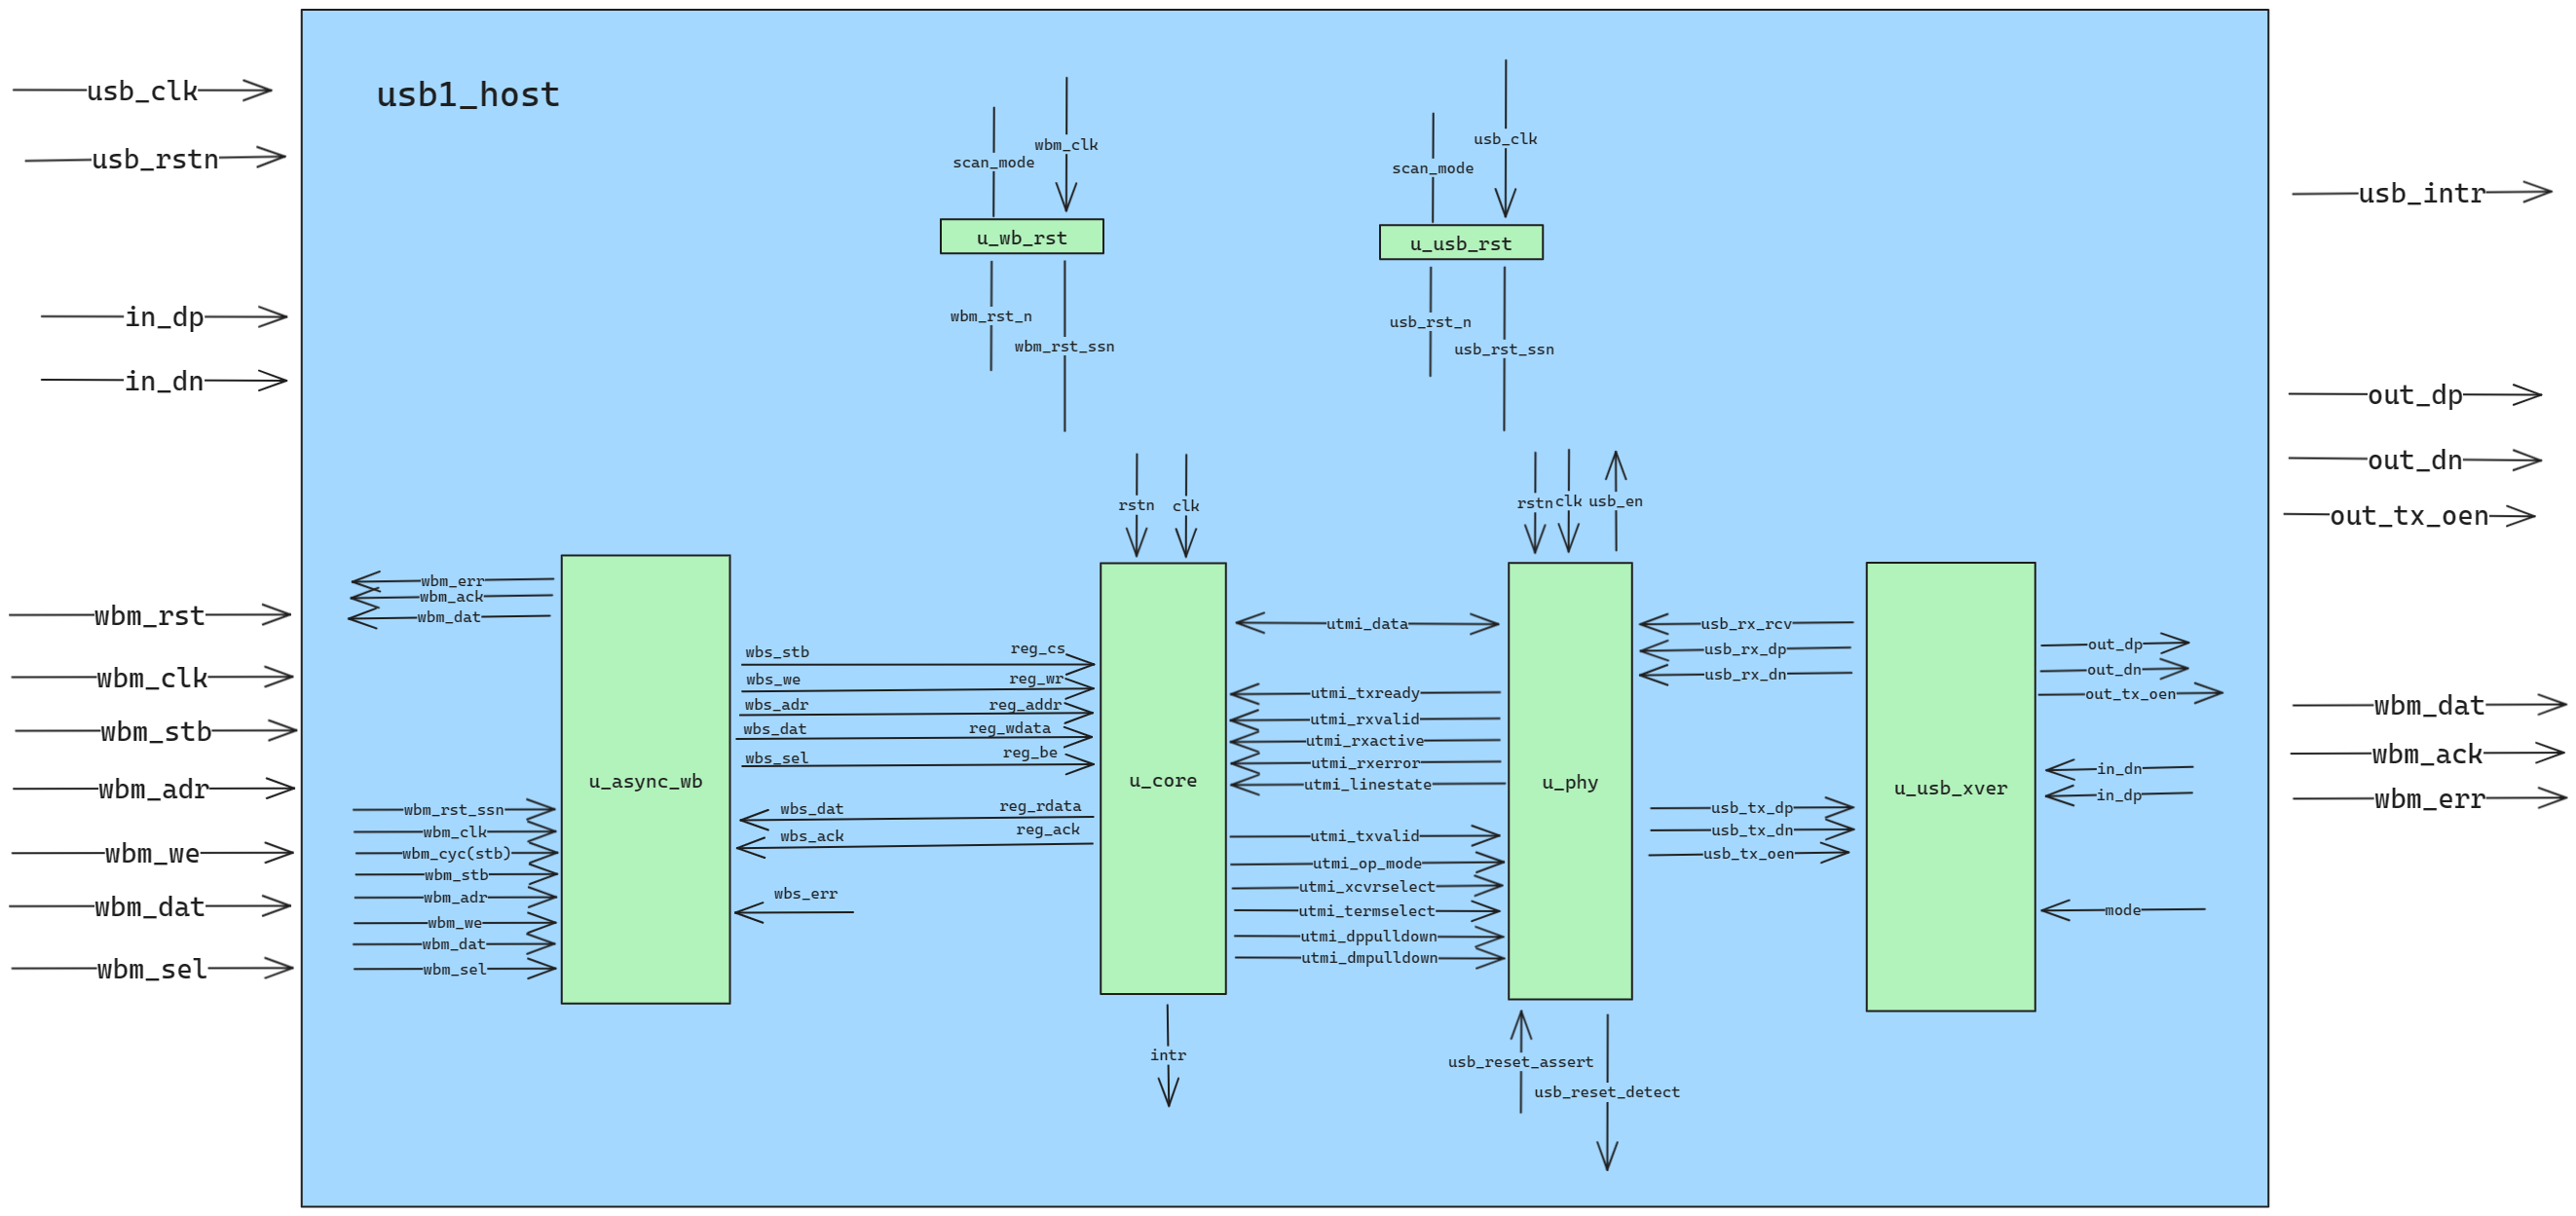 usb1_host
usb_clk
usb_rstn
in_dp
in_dn
wbm_rst
wbm_clk
wbm_stb
wbm_adr
wbm_we
wbm_dat
wbm_sel
scan_mode
wbm_clk
u_wb_rst
wbm_rst_n
wbm_rst_ssn
scan_mode
usb_clk
u_usb_rst
usb_rst_n
usb_rst_ssn
wbm_err
wbm_ack
wbm_dat
wbm_rst_ssn
wbm_clk
wbm_cyc(stb)
wbm_stb
wbm_adr
wbm_we
wbm_dat
wbm_sel
u_async_wb
wbs_stb reg_cs
wbs_we reg_wr
wbs_adr reg_addr
wbs_dat reg_wdata
wbs_sel reg_be
wbs_dat reg_rdata
wbs_ack reg_ack
wbs_err
rstn clk
u_core
intr
utmi_data
utmi_txready
utmi_rxvalid
utmi_rxactive
utmi_rxerror
utmi_linestate
utmi_txvalid
utmi_op_mode
utmi_xcvrselect
utmi_termselect
utmi_dppulldown
utmi_dmpulldown
rstn clk usb_en
u_phy
usb_reset_assert
usb_reset_detect
usb_rx_rcv
usb_rx_dp
usb_rx_dn
usb_tx_dp
usb_tx_dn
usb_tx_oen
u_usb_xver
out_dp
out_dn
out_tx_oen
in_dn
in_dp
mode
usb_intr
out_dp
out_dn
out_tx_oen
wbm_dat
wbm_ack
wbm_err